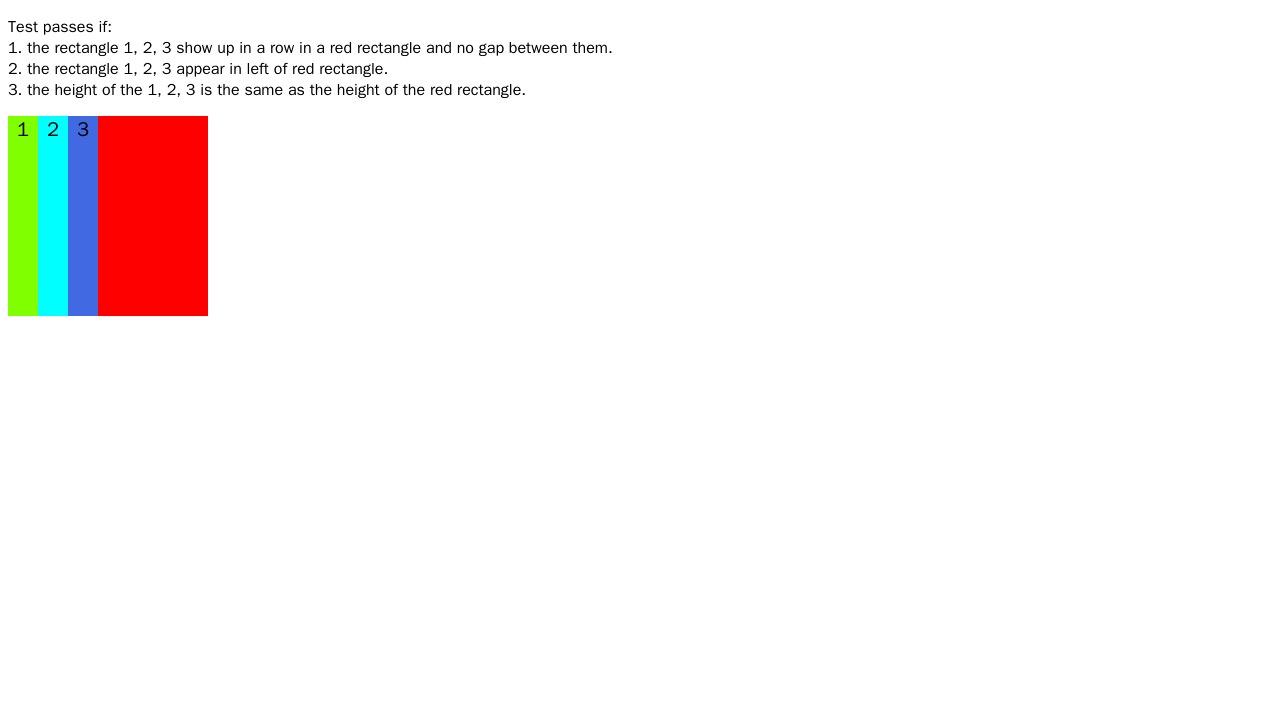 Test passes if:
1. the rectangle 1, 2, 3 show up in a row in a red rectangle and no gap between them.
2. the rectangle 1, 2, 3 appear in left of red rectangle.
3. the height of the 1, 2, 3 is the same as the height of the red rectangle.
1 2 3